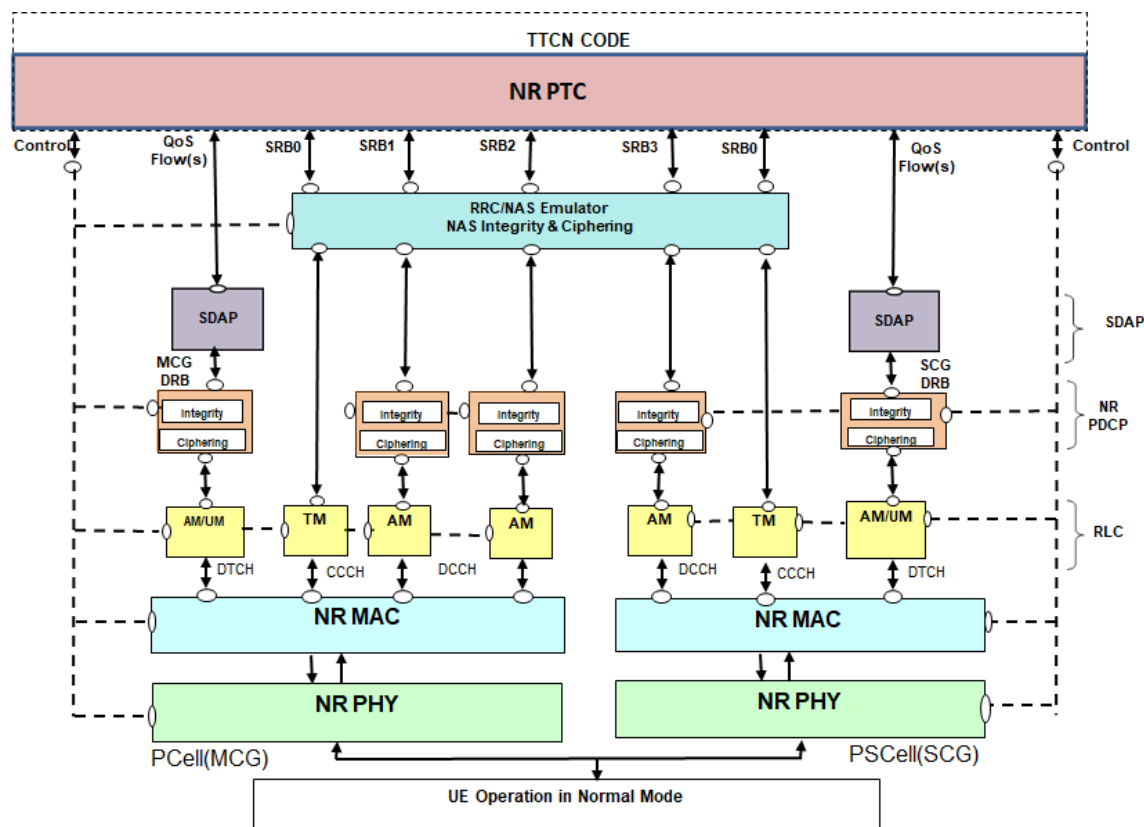 TTCN CODE
NR PTC
Control
QoS
Flow(s)
SRB0
SRB1
SRB2
SRB3
SRB0
QoS
Flow(s)
Control
RRC/NAS Emulator
NAS Integrity & Ciphering
SDAP
SDAP
SDAP
MCG
DRB
SCG
DRB
Integrity
Ciphering
Integrity
Ciphering
Integrity
Ciphering
Integrity
Ciphering
Integrity
Ciphering
NR
PDCP
AM/UM
TM
AM
AM
AM
TM
AM/UM
RLC
DTCH
CCCH
DCCH
DCCH
CCCH
DTCH
NR MAC
NR MAC
NR PHY
NR PHY
PCell(MCG)
PSCell(SCG)
UE Operation in Normal Mode